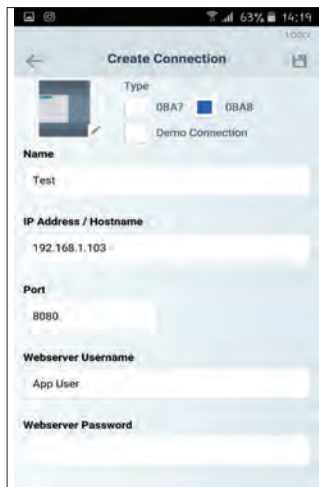 63% 14:19
Create Connection
Type
0BA7 0BA8
Demo Connection
Name
Test
IP Address / Hostname
192.168.1.103
Port
8080
Webserver Username
App User
Webserver Password